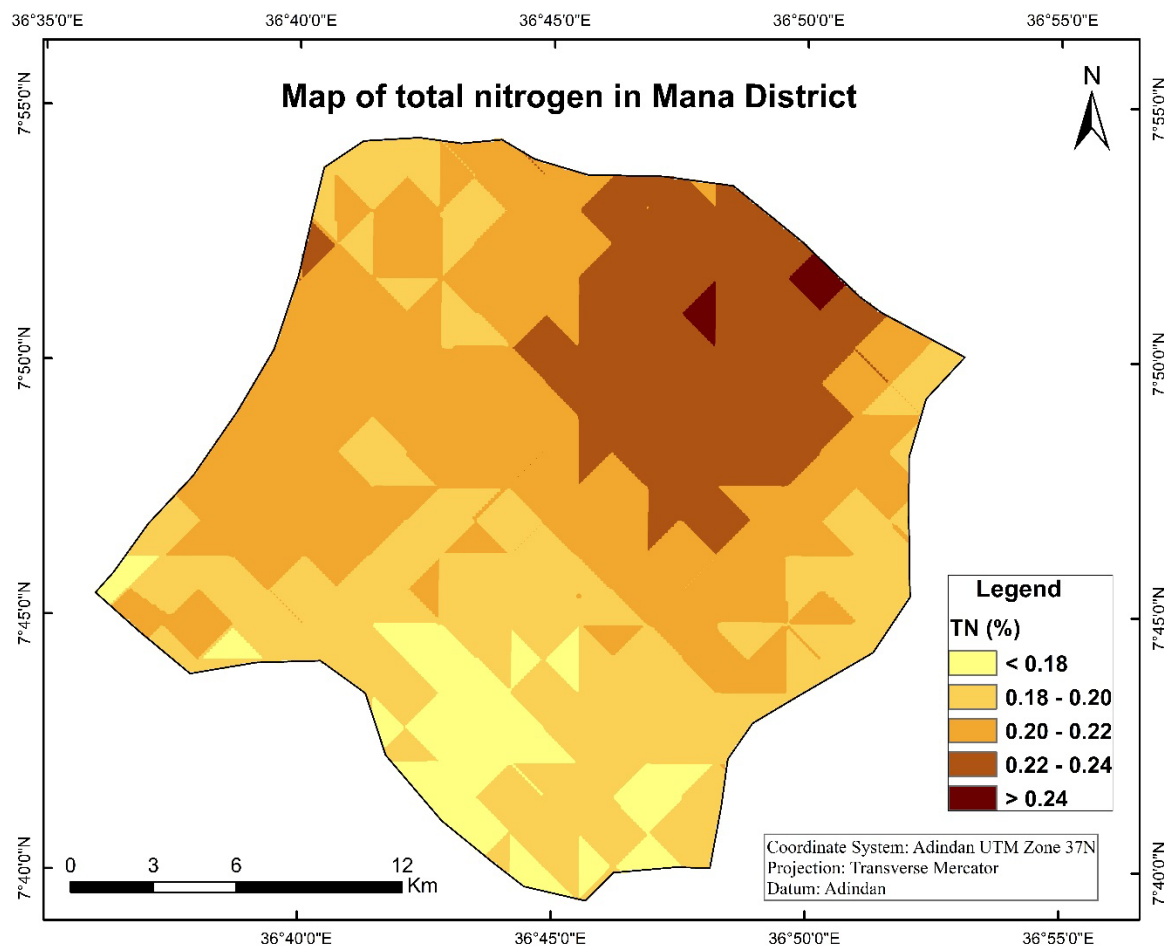 36°35'0"E 36°40'0"E 36°45'0"E 36°50'0"E 36°55'0"E
Map of total nitrogen in Mana District
N
7°55'0"N
7°55'0"N
7°50'0"N
7°50'0"N
7°45'0"N
7°45'0"N
7°40'0"N
7°40'0"N
Legend
TN (%)
< 0.18
0.18 - 0.20
0.20 - 0.22
0.22 - 0.24
> 0.24
0 3 6 12
Km
Coordinate System: Adindan UTM Zone 37N
Projection: Transverse Mercator
Datum: Adindan
36°40'0"E 36°45'0"E 36°50'0"E 36°55'0"E